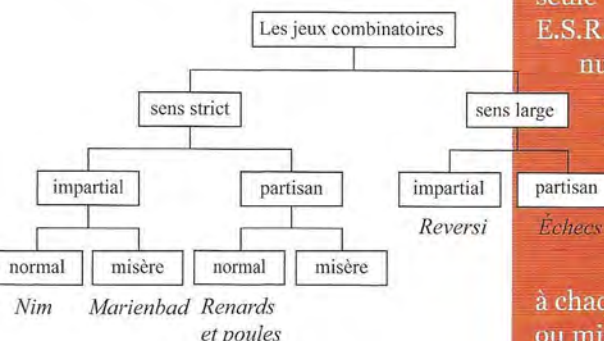 Les jeux combinatoires
sens strict
sens large
impartial
partisan
impartial
partisan
Reversi
Échecs
normal
misère
normal
misère
Nim
Marienbad
Renards
et poules
seule
E.S.R.
nu
à chac
ou mi